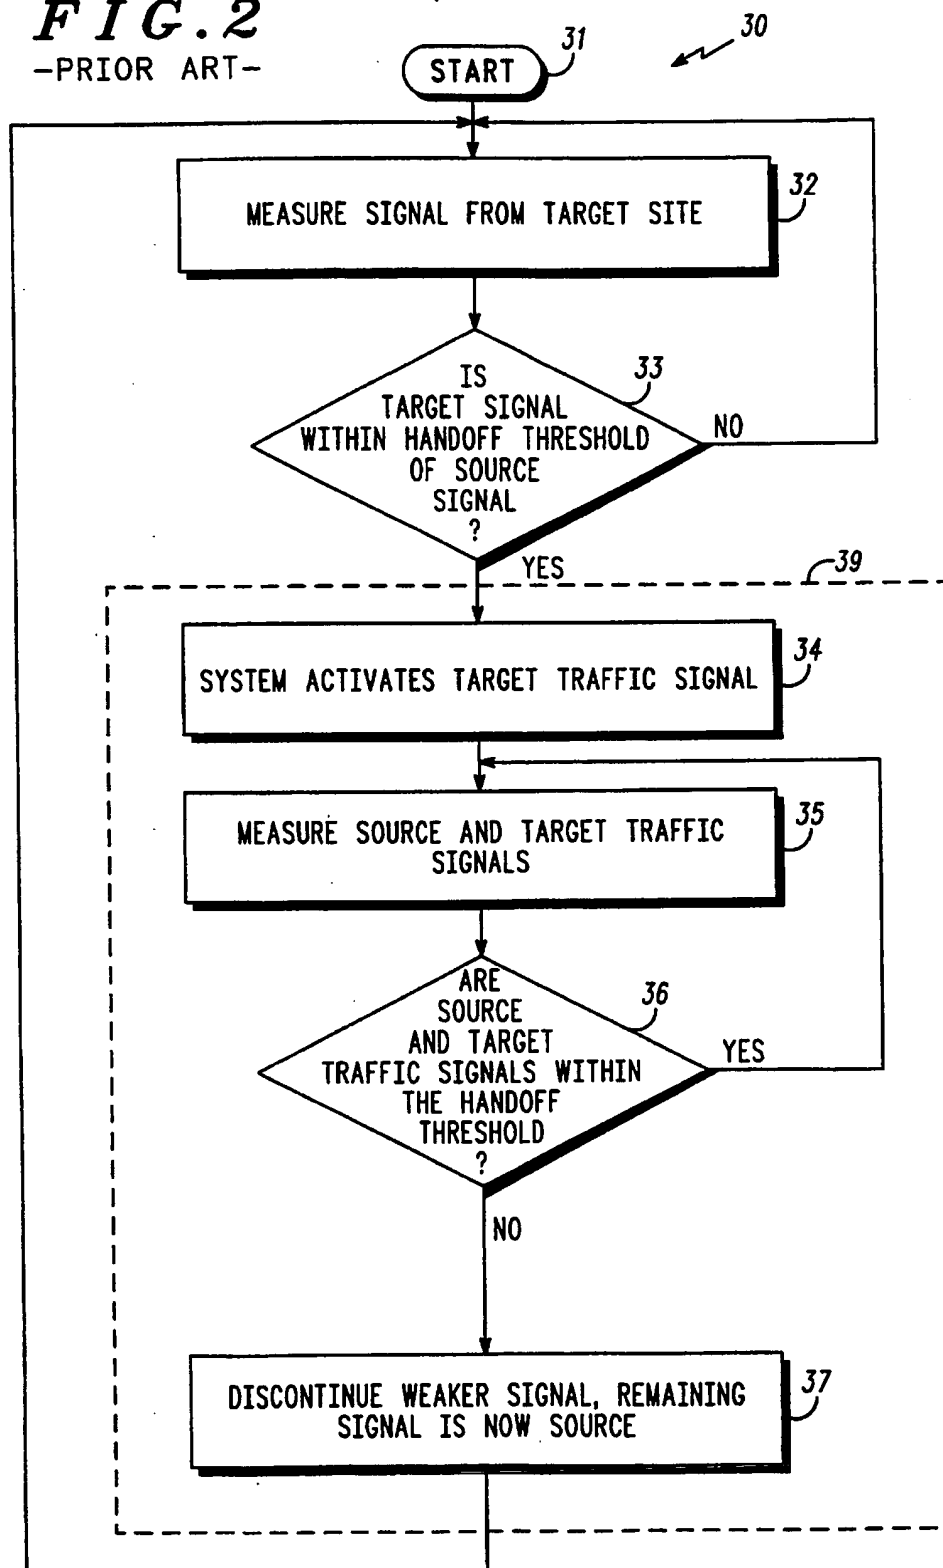 FIG.2
-PRIOR ART-
30
31
START
32
MEASURE SIGNAL FROM TARGET SITE
33
IS
TARGET SIGNAL
WITHIN HANDOFF THRESHOLD
OF SOURCE
SIGNAL
?
NO
YES
39
34
SYSTEM ACTIVATES TARGET TRAFFIC SIGNAL
35
MEASURE SOURCE AND TARGET TRAFFIC
SIGNALS
36
ARE
SOURCE
AND TARGET
TRAFFIC SIGNALS WITHIN
THE HANDOFF
THRESHOLD
?
YES
NO
37
DISCONTINUE WEAKER SIGNAL, REMAINING
SIGNAL IS NOW SOURCE